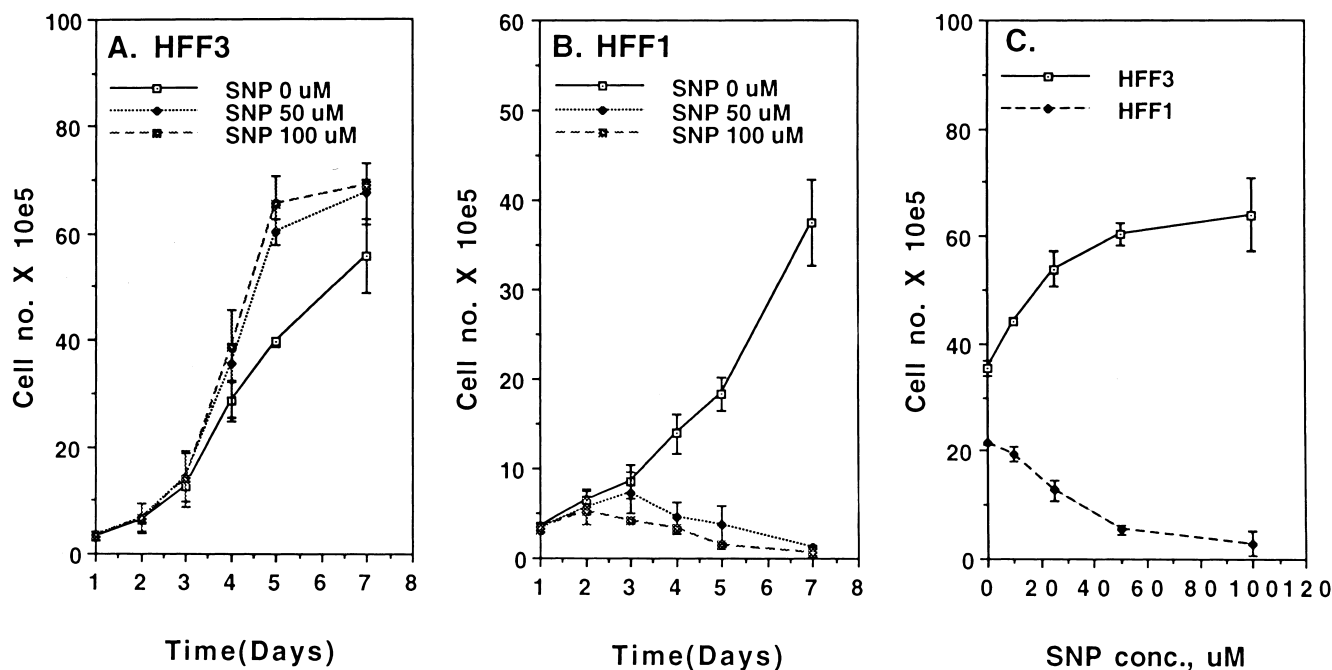 A. HFF3
SNP 0 uM
SNP 50 uM
SNP 100 uM
Cell no. X 10e5
100
80
60
40
20
0
1 2 3 4 5 6 7 8
Time(Days)
B. HFF1
SNP 0 uM
SNP 50 uM
SNP 100 uM
Cell no. X 10e5
60
50
40
30
20
10
0
1 2 3 4 5 6 7 8
Time(Days)
C.
HFF3
HFF1
Cell no. X 10e5
100
80
60
40
20
0
0 20 40 60 80 100 120
SNP conc., uM